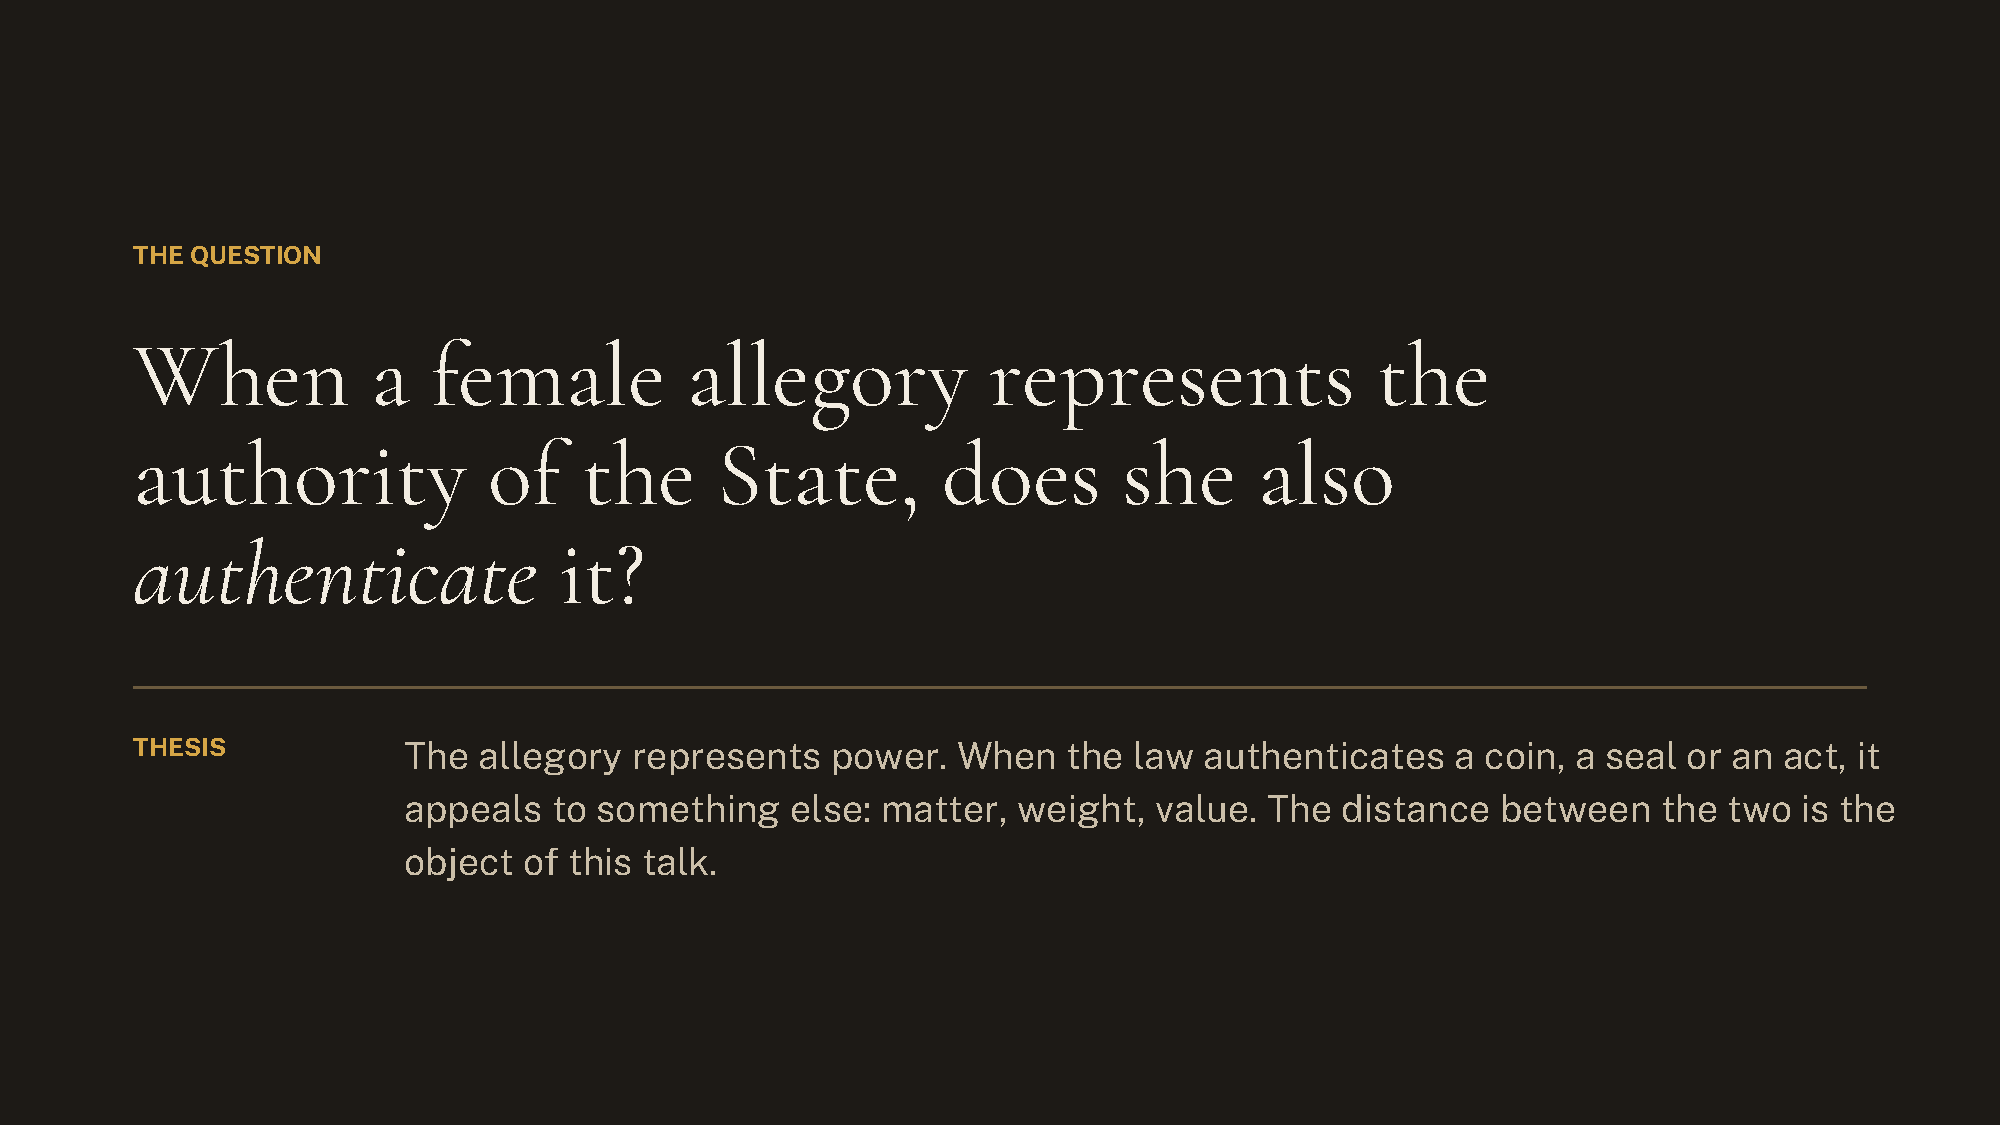 THE QUESTION
When a female allegory represents the
authority of the State, does she also
authenticate it?
THESIS
The allegory represents power. When the law authenticates a coin, a seal or an act, it
appeals to something else: matter, weight, value. The distance between the two is the
object of this talk.